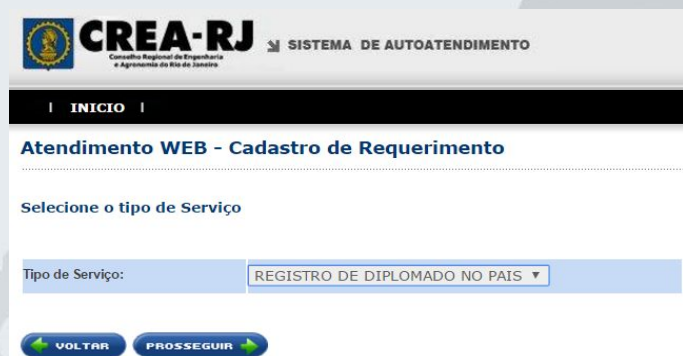 CREA-RJ
Conselho Regional de Engenharia
e Agronomia do Rio de Janeiro
SISTEMA DE AUTOATENDIMENTO
| INICIO |
Atendimento WEB - Cadastro de Requerimento
Selecione o tipo de Serviço
Tipo de Serviço: REGISTRO DE DIPLOMADO NO PAIS
VOLTAR PROSSEGUIR